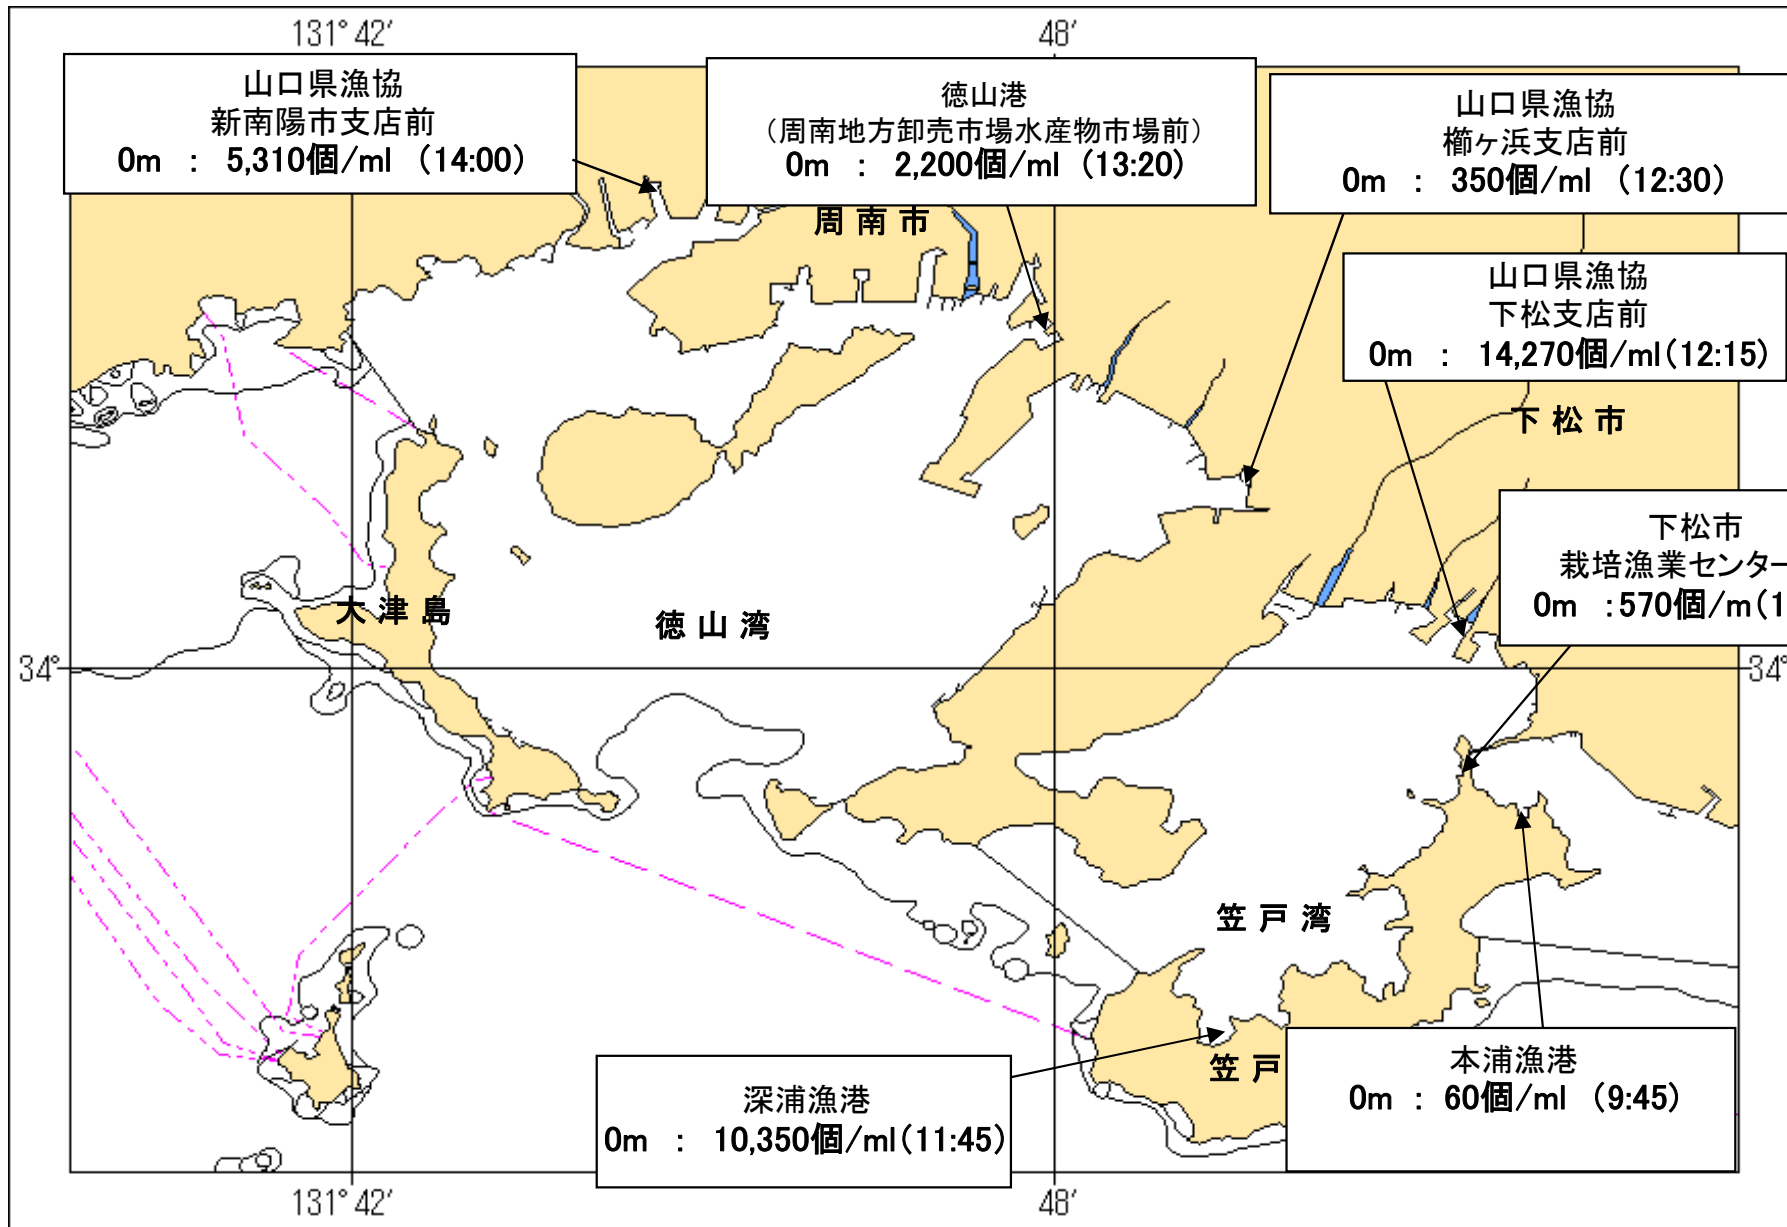 131° 42′
48′
山口県漁協
新南陽市支店前
0m : 5,310個/ml (14:00)
徳山港
(周南地方卸売市場水産物市場前)
0m : 2,200個/ml (13:20)
山口県漁協
櫛ヶ浜支店前
0m : 350個/ml (12:30)
周南市
山口県漁協
下松支店前
0m : 14,270個/ml(12:15)
下松市
下松市
栽培漁業センター
0m :570個/m(1
大津島
徳山湾
34°
34°
笠戸湾
笠戸
深浦漁港
0m : 10,350個/ml(11:45)
本浦漁港
0m : 60個/ml (9:45)
131° 42′
48′